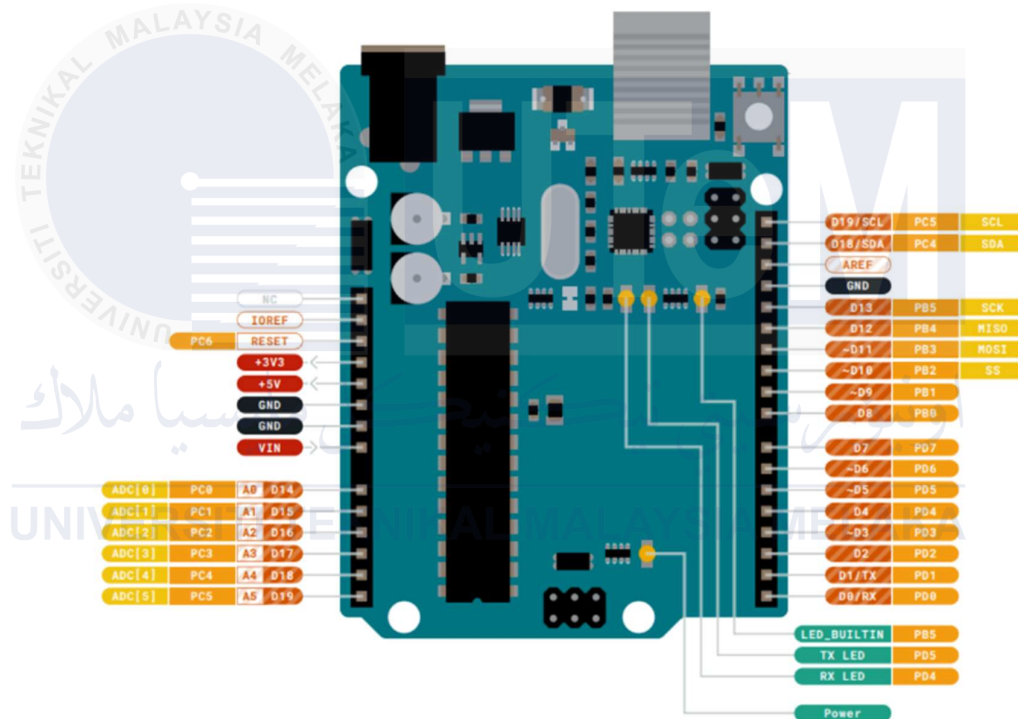 UNIVERSITI TEKNIKAL MALAYSIA MELAKA
UTeM
NC
IOREF
PC6 RESET
+3V3
+5V
GND
GND
VIN
ADC[0] PC0 A0 D14
ADC[1] PC1 A1 D15
ADC[2] PC2 A2 D16
ADC[3] PC3 A3 D17
ADC[4] PC4 A4 D18
ADC[5] PC5 A5 D19
D19/SCL PC5 SCL
D18/SDA PC4 SDA
AREF
GND
D13 PB5 SCK
D12 PB4 MISO
~D11 PB3 MOSI
~D10 PB2 SS
~D9 PB1
D8 PB0
D7 PD7
~D6 PD6
~D5 PD5
D4 PD4
~D3 PD3
D2 PD2
D1/TX PD1
D0/RX PD0
LED_BUILTIN PB5
TX LED PD5
RX LED PD4
Power
UNIVERSITI TEKNIKAL MALAYSIA MELAKA